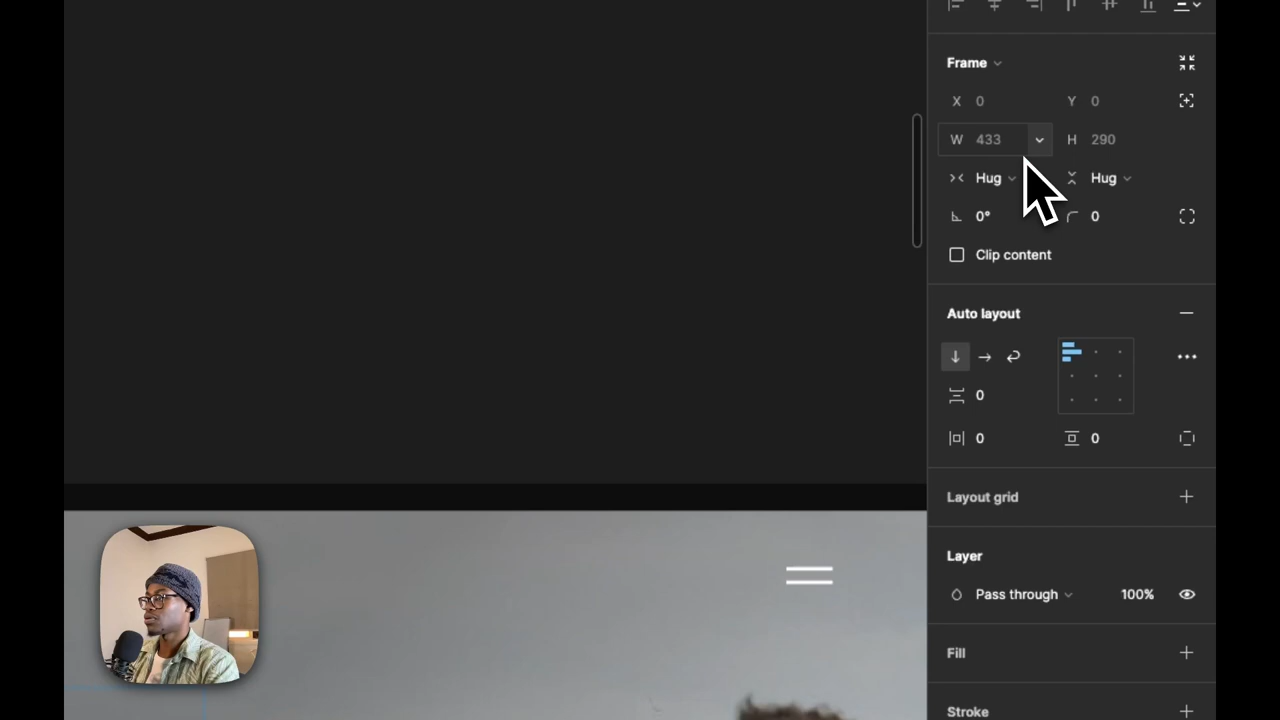 Frame
X 0 Y 0
W 433 H 290
Hug Hug
0° 0
Clip content
Auto layout
0
0 0
Layout grid
Layer
Pass through 100%
Fill
Stroke